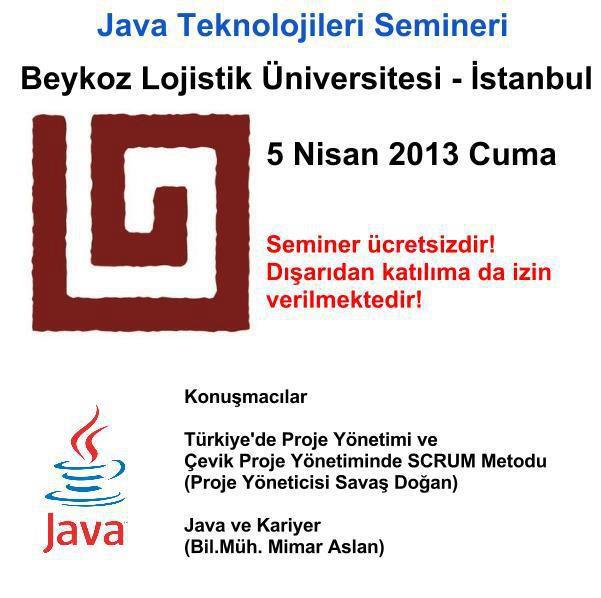 Java Teknolojileri Semineri
Beykoz Lojistik Üniversitesi - İstanbul
5 Nisan 2013 Cuma
Seminer ücretsizdir!
Dışarıdan katılıma da izin
verilmektedir!
Konuşmacılar
Türkiye'de Proje Yönetimi ve
Çevik Proje Yönetiminde SCRUM Metodu
(Proje Yöneticisi Savaş Doğan)
Java ve Kariyer
(Bil.Müh. Mimar Aslan)
Java